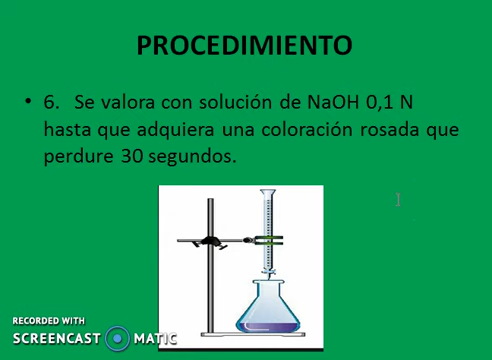 PROCEDIMIENTO
• 6. Se valora con solución de NaOH 0,1 N
hasta que adquiera una coloración rosada que
perdure 30 segundos.
RECORDED WITH
SCREENCAST MATIC